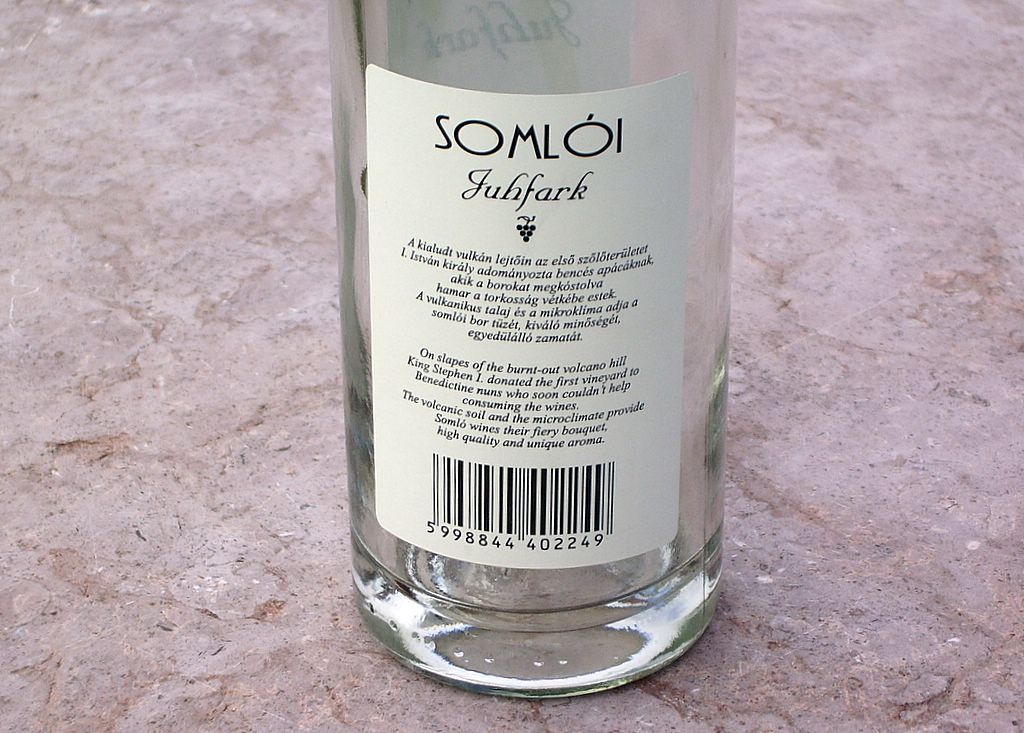 Juhfark
SOMLÓI
Juhfark
A kialudt vulkán lejtőin az első szőlőterületet
I. István király adományozta bencés apácáknak,
akik a borokat megkóstolva
hamar a torkosság vétkébe estek.
A vulkanikus talaj és a mikroklíma adja a
somlói bor tüzét, kiváló minőségét,
egyedülálló zamatát.
On slapes of the burnt-out volcano hill
King Stephen I. donated the first vineyard to
Benedictine nuns who soon couldn't help
consuming the wines.
The volcanic soil and the microclimate provide
Somló wines their fiery bouquet,
high quality and unique aroma.
5 998844 402249